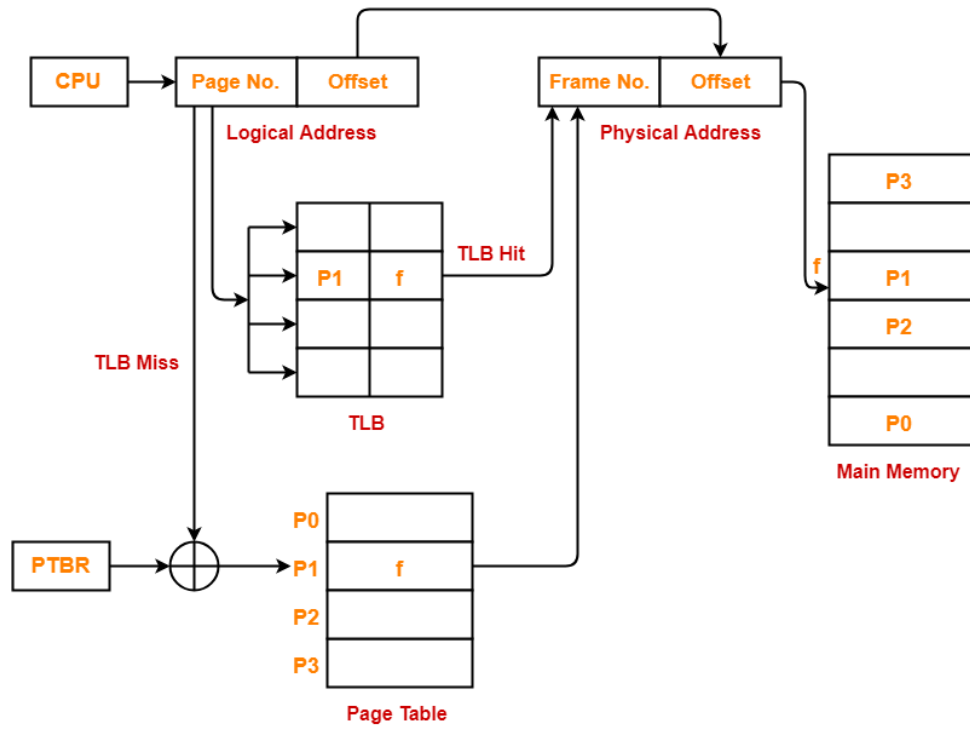 CPU
Page No.
Offset
Frame No.
Offset
Logical Address
Physical Address
P3
TLB Hit
f
P1
f
P1
P2
TLB Miss
TLB
P0
Main Memory
P0
PTBR
P1
f
P2
P3
Page Table